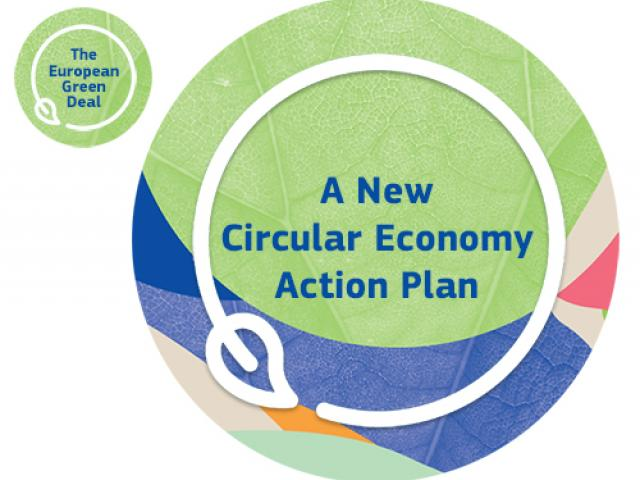 The
European
Green
Deal
A New
Circular Economy
Action Plan